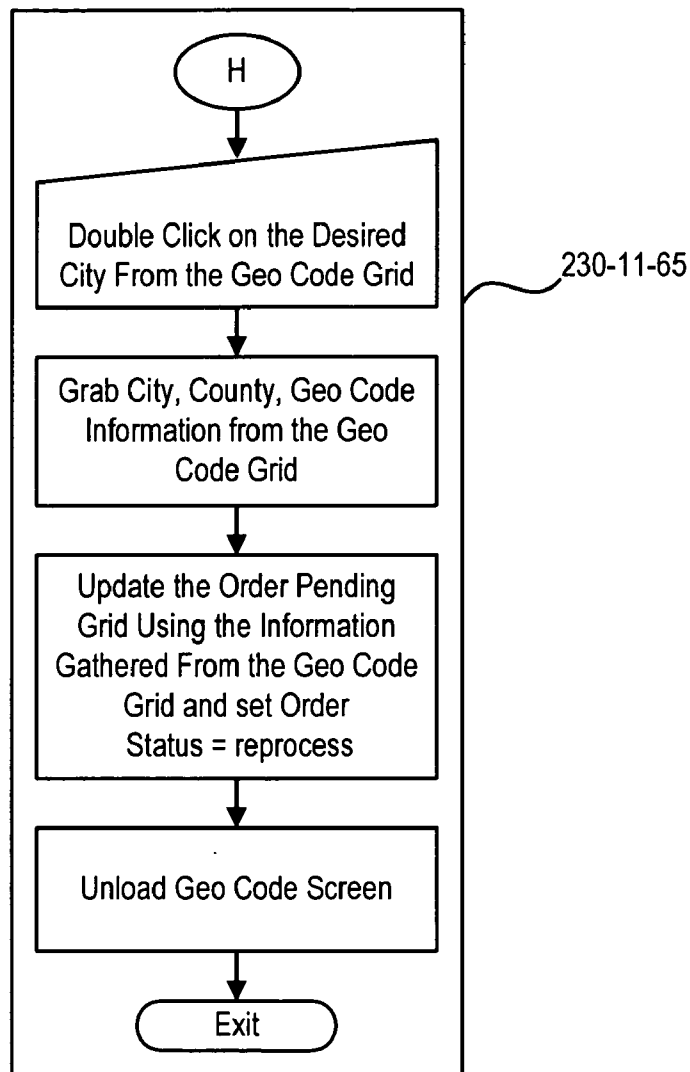 H
Double Click on the Desired
City From the Geo Code Grid
230-11-65
Grab City, County, Geo Code
Information from the Geo
Code Grid
Update the Order Pending
Grid Using the Information
Gathered From the Geo Code
Grid and set Order
Status = reprocess
Unload Geo Code Screen
Exit